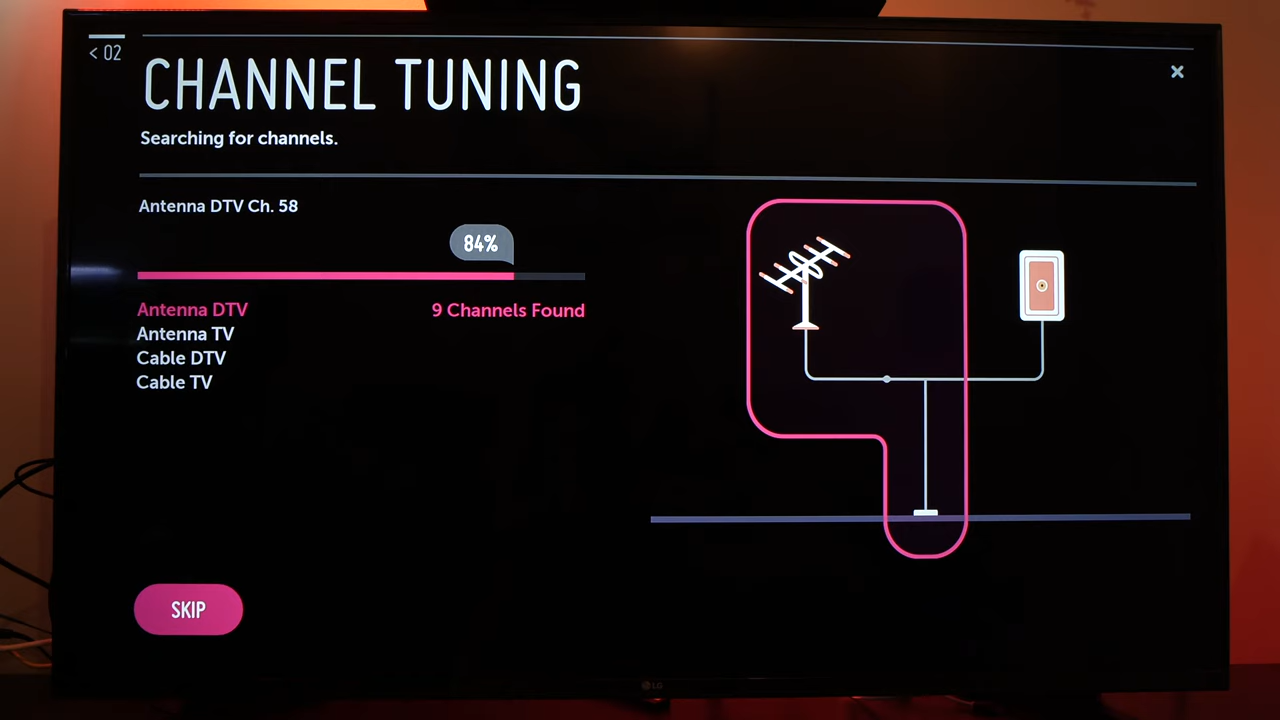 < 02
CHANNEL TUNING
Searching for channels.
Antenna DTV Ch. 58
84%
Antenna DTV 9 Channels Found
Antenna TV
Cable DTV
Cable TV
SKIP
LG